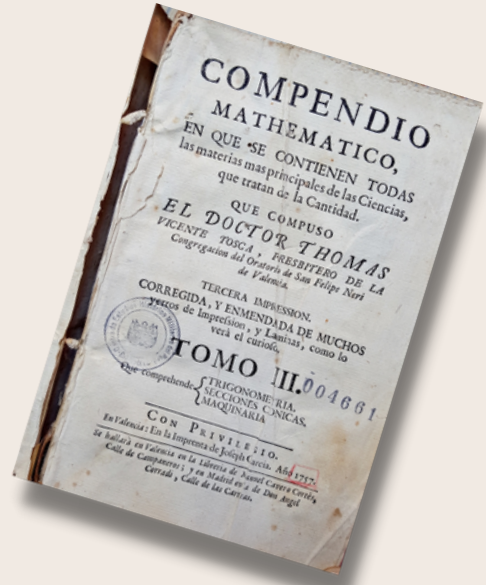 COMPENDIO
MATHEMATICO,
EN QUE SE CONTIENEN TODAS
las materias mas principales de las Ciencias,
que tratan de la Cantidad.
QUE COMPUSO
EL DOCTOR THOMAS
VICENTE TOSCA, PRESBITERO DE LA
Congregacion del Oratorio de San Felipe Neri
de Valencia.
TERCERA IMPRESSION.
CORREGIDA, Y ENMENDADA DE MUCHOS
yerros de Impression, y Laminas, como lo
verà el curioso.
TOMO III.
004661
Que comprehende
TRIGONOMETRIA.
SECCIONES CONICAS.
MAQUINARIA
CON PRIVILEGIO.
En Valencia: En la Imprenta de Joseph Garcia. Año 1757.
Se hallarà en Valencia en la Libreria de Manuel Cavero Cortès,
Calle de Campaneros; y en Madrid en la de Don Angel
Corradi, Calle de las Carretas.